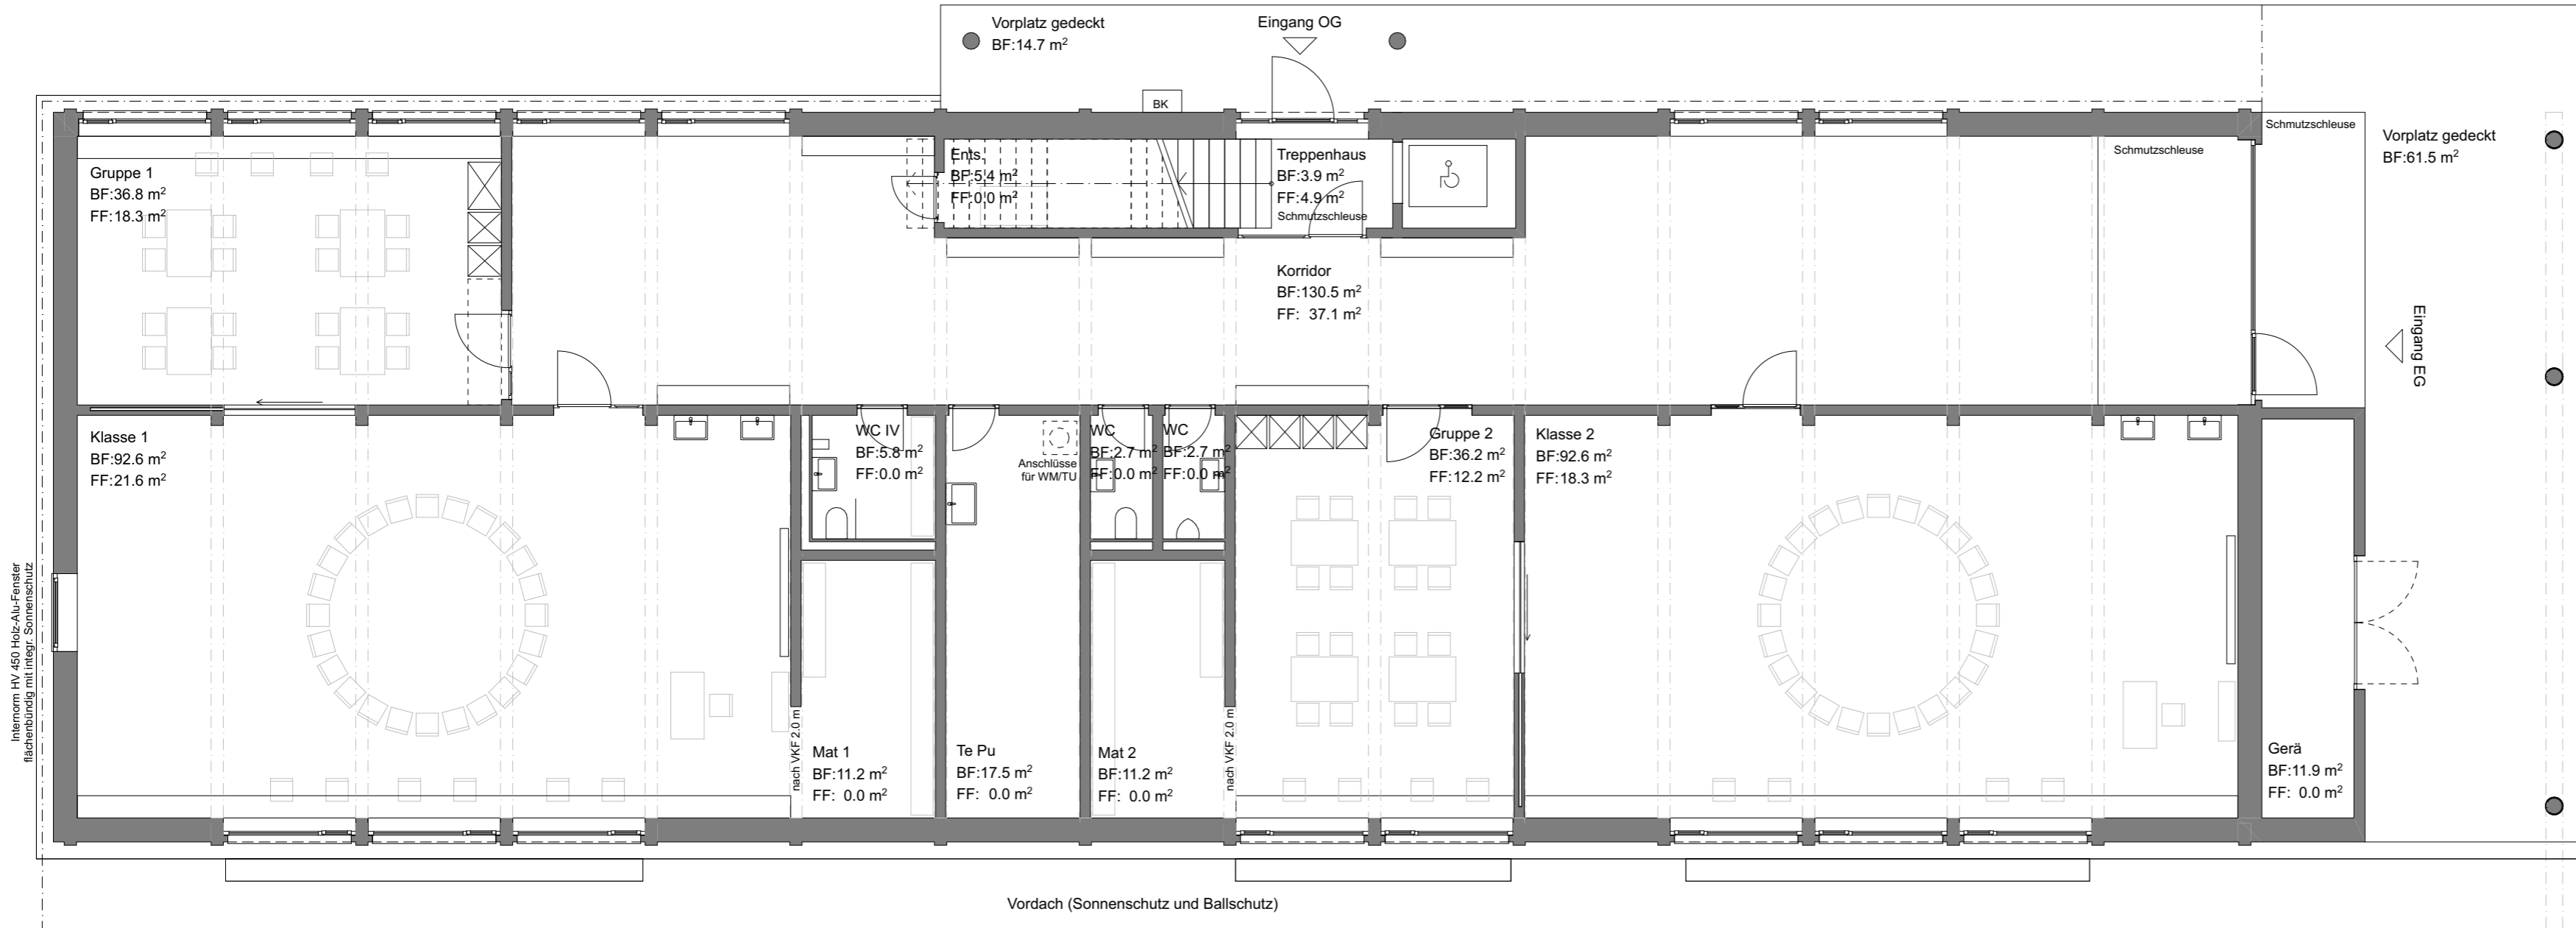 Vorplatz gedeckt
BF:14.7 m²
Eingang OG
BK
Schmutzschleuse
Vorplatz gedeckt
BF:61.5 m²
Schmutzschleuse
Gruppe 1
BF:36.8 m²
FF:18.3 m²
Ents.
BF:5.4 m²
FF:0.0 m²
Treppenhaus
BF:3.9 m²
FF:4.9 m²
Schmutzschleuse
Korridor
BF:130.5 m²
FF: 37.1 m²
Eingang EG
Klasse 1
BF:92.6 m²
FF:21.6 m²
WC IV
BF:5.8 m²
FF:0.0 m²
Anschlüsse
für WM/TU
WC
BF:2.7 m²
FF:0.0 m²
WC
BF:2.7 m²
FF:0.0 m²
Gruppe 2
BF:36.2 m²
FF:12.2 m²
Klasse 2
BF:92.6 m²
FF:18.3 m²
Internorm HV 450 Holz-Alu-Fenster
flächenbündig mit integr. Sonnenschutz
nach VKF 2.0 m
Mat 1
BF:11.2 m²
FF: 0.0 m²
Te Pu
BF:17.5 m²
FF: 0.0 m²
Mat 2
BF:11.2 m²
FF: 0.0 m²
nach VKF 2.0 m
Gerä
BF:11.9 m²
FF: 0.0 m²
Vordach (Sonnenschutz und Ballschutz)